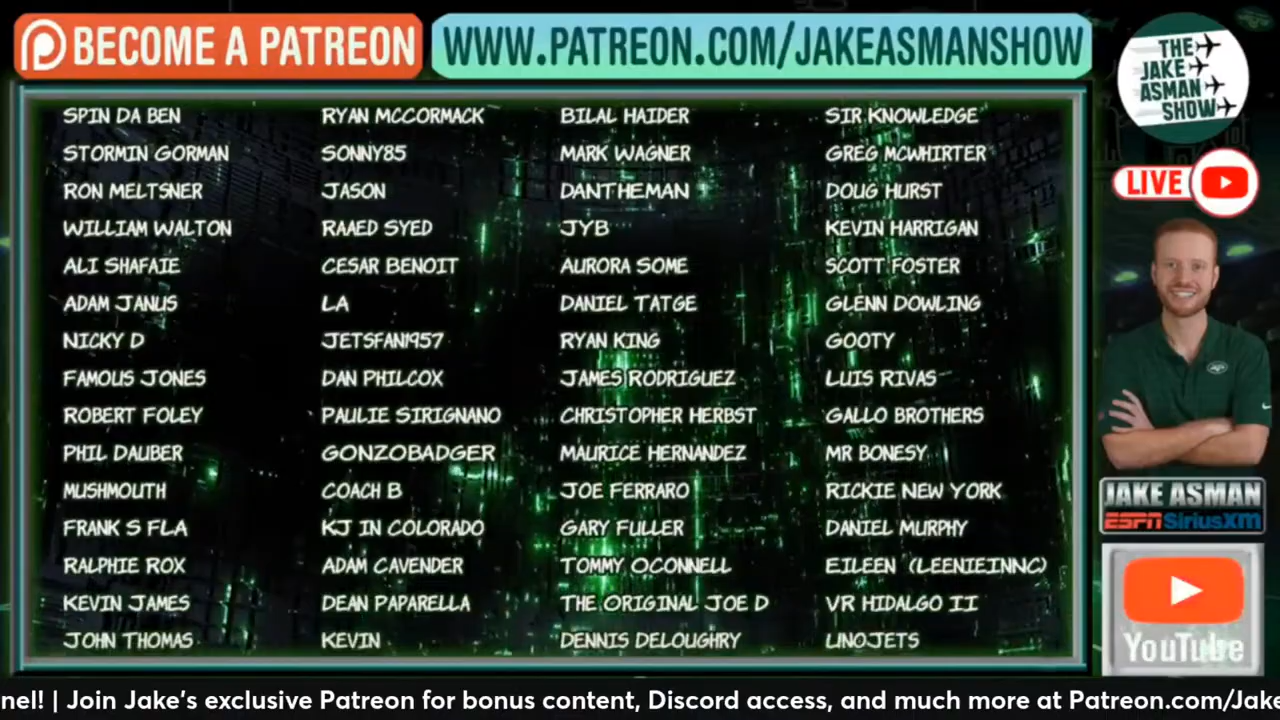 BECOME A PATREON
WWW.PATREON.COM/JAKEASMANSHOW
THE
JAKE
ASMAN
SHOW
SPIN DA BEN RYAN MCCORMACK BILAL HAIDER SIR KNOWLEDGE
STORMIN GORMAN SONNY85 MARK WAGNER GREG MCWHIRTER
RON MELTSNER JASON DANTHEMAN DOUG HURST
WILLIAM WALTON RAAED SYED JYB KEVIN HARRIGAN
ALI SHAFAIE CESAR BENOIT AURORA SOME SCOTT FOSTER
ADAM JANUS LA DANIEL TATGE GLENN DOWLING
NICKY D JETSFAN1957 RYAN KING GOOTY
FAMOUS JONES DAN PHILCOX JAMES RODRIGUEZ LUIS RIVAS
ROBERT FOLEY PAULIE SIRIGNANO CHRISTOPHER HERBST GALLO BROTHERS
PHIL DAUBER GONZOBADGER MAURICE HERNANDEZ MR BONESY
MUSHMOUTH COACH B JOE FERRARO RICKIE NEW YORK
FRANK S FLA KJ IN COLORADO GARY FULLER DANIEL MURPHY
RALPHIE ROX ADAM CAVENDER TOMMY OCONNELL EILEEN (LEENIEINNC)
KEVIN JAMES DEAN PAPARELLA THE ORIGINAL JOE D VR HIDALGO II
JOHN THOMAS KEVIN DENNIS DELOUGHRY LINOJETS
LIVE
JAKE ASMAN
ESPN SiriusXM
YouTube
nel! | Join Jake's exclusive Patreon for bonus content, Discord access, and much more at Patreon.com/Jake